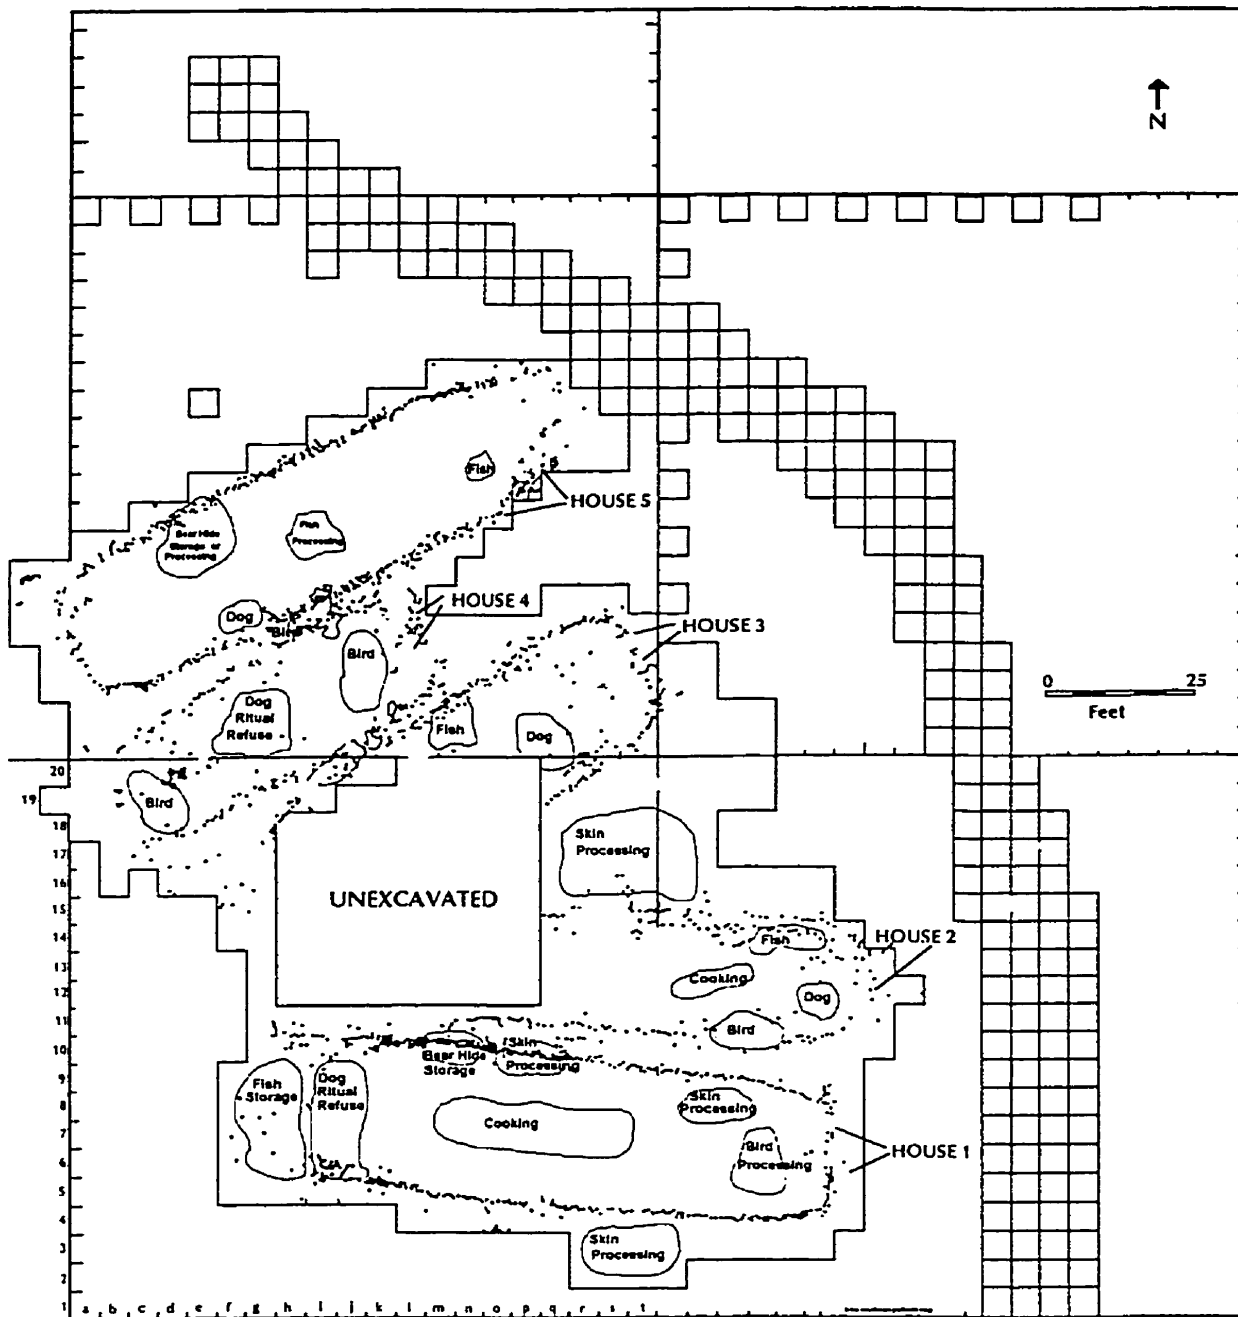 N
Fish
HOUSE 5
Bear Hide
Storage or
Processing
Fish
Processing
HOUSE 4
Dog
Bird
HOUSE 3
Bird
0 25
Feet
Dog
Ritual
Refuse
Fish
Dog
20
19
18
17
16
15
14
13
12
11
10
9
8
7
6
5
4
3
2
1
Bird
Skin
Processing
UNEXCAVATED
Fish
HOUSE 2
Cooking
Dog
Bird
Bear Hide
Storage
Skin
Processing
Fish
Storage
Dog
Ritual
Refuse
Skin
Processing
Cooking
Bird
Processing
HOUSE 1
Skin
Processing
a b c d e f g h i j k l m n o p q r s t